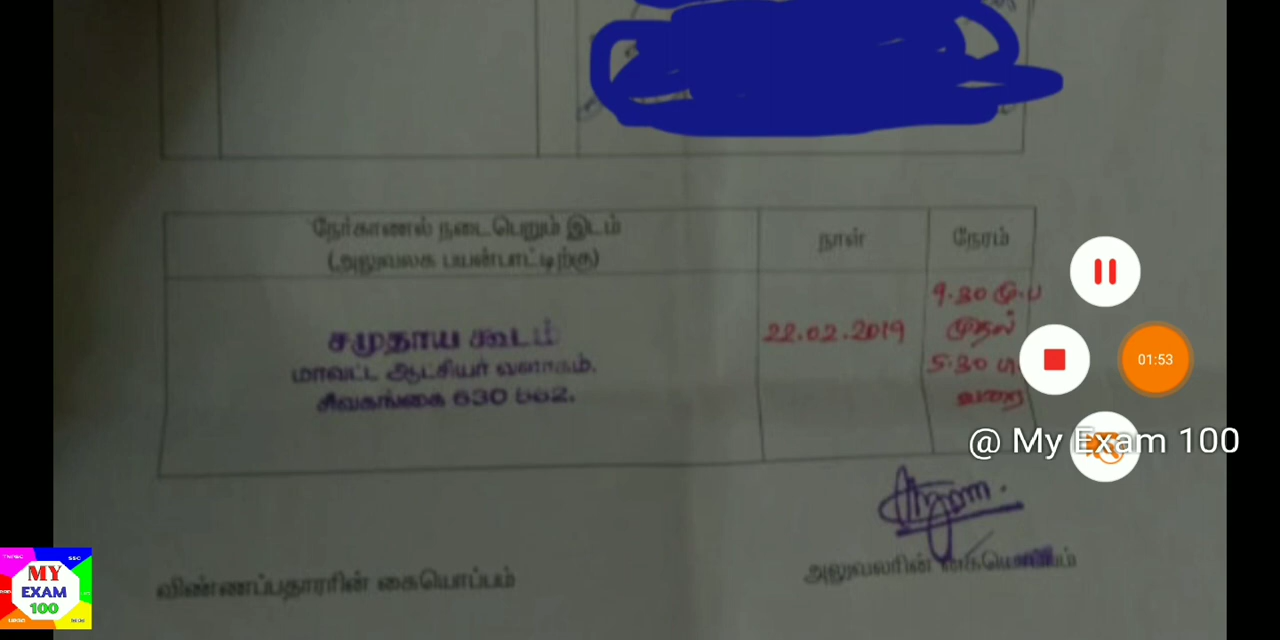 நேர்காணல் நடைபெறும் இடம்
(அலுவலக பயன்பாட்டிற்கு)
நாள்
நேரம்
சமுதாய கூடம்
மாவட்ட ஆட்சியர் வளாகம்.
சிவகங்கை 630 562.
22.02.2019
9.30 மு.ப
முதல்
5.30
வரை
01:53
@ My Exam 100
அலுவலரின் கையொப்பம்
விண்ணப்பதாரரின் கையொப்பம்
MY
EXAM
100